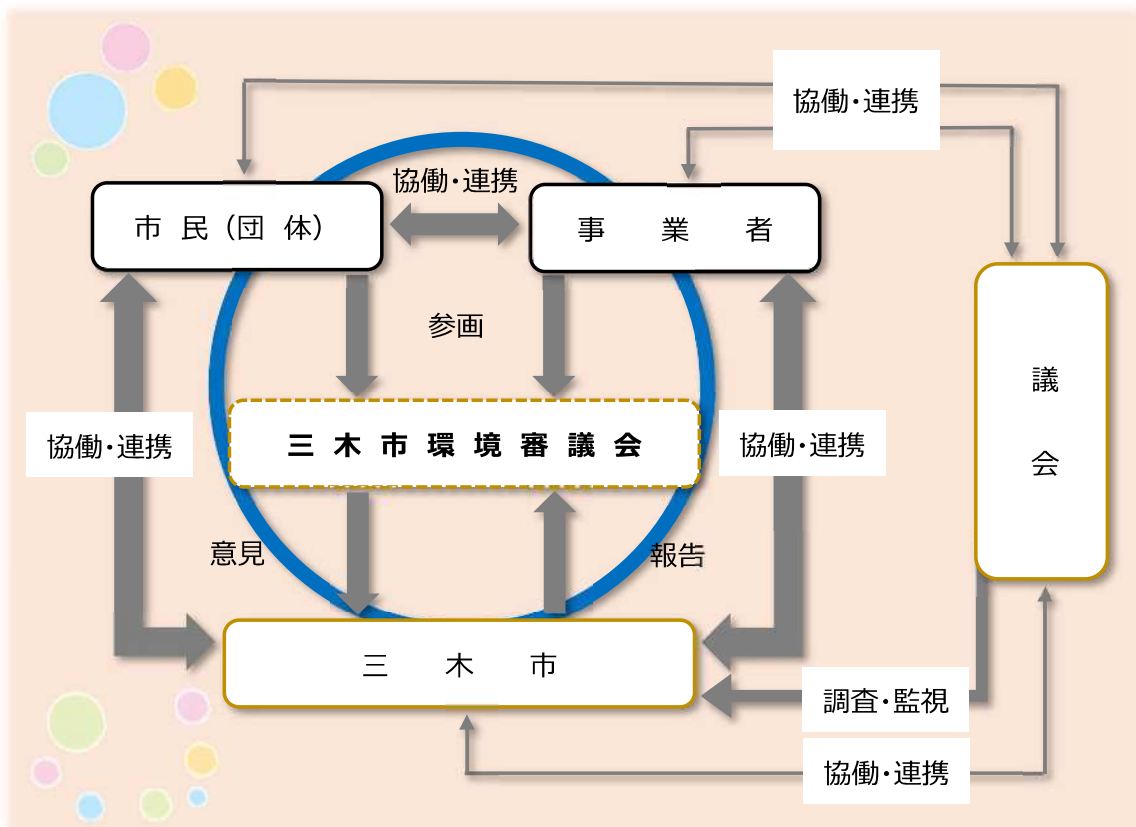 協働・連携
協働・連携
市民（団体）
事業者
参画
議会
三木市環境審議会
協働・連携
協働・連携
意見
報告
三木市
調査・監視
協働・連携